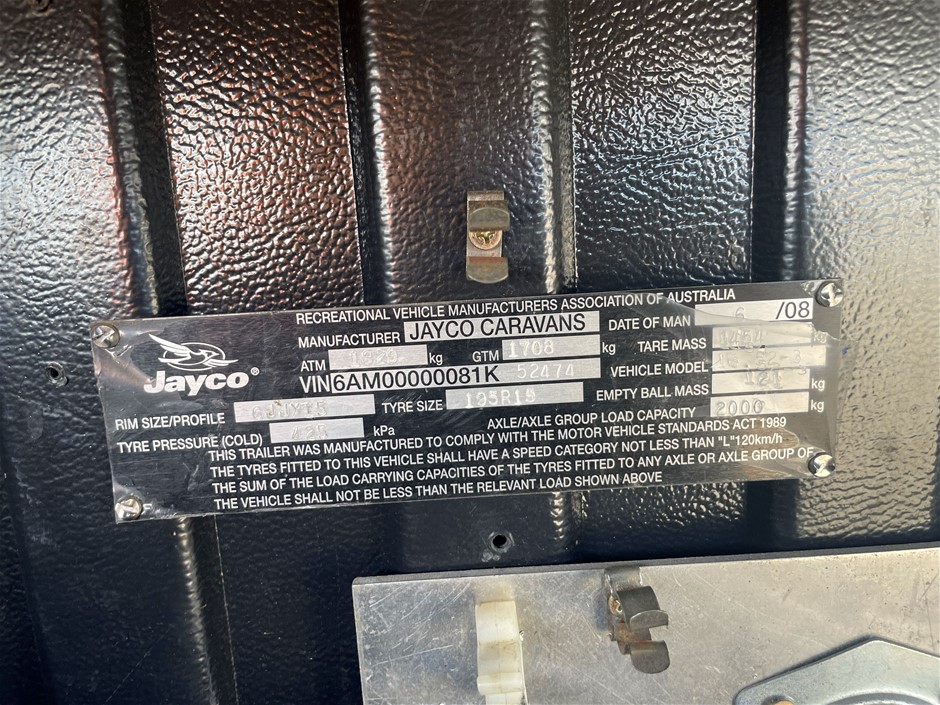 RECREATIONAL VEHICLE MANUFACTURERS ASSOCIATION OF AUSTRALIA
Jayco®
MANUFACTURER JAYCO CARAVANS DATE OF MAN 6 /08
ATM kg GTM 1708 kg TARE MASS kg
VIN 6AM00000081K 52474 VEHICLE MODEL
RIM SIZE/PROFILE TYRE SIZE 195R15 EMPTY BALL MASS 121 kg
TYRE PRESSURE (COLD) 425 kPa AXLE/AXLE GROUP LOAD CAPACITY 2000 kg
THIS TRAILER WAS MANUFACTURED TO COMPLY WITH THE MOTOR VEHICLE STANDARDS ACT 1989
THE TYRES FITTED TO THIS VEHICLE SHALL HAVE A SPEED CATEGORY NOT LESS THAN "L"120km/h
THE SUM OF THE LOAD CARRYING CAPACITIES OF THE TYRES FITTED TO ANY AXLE OR AXLE GROUP OF
THE VEHICLE SHALL NOT BE LESS THAN THE RELEVANT LOAD SHOWN ABOVE